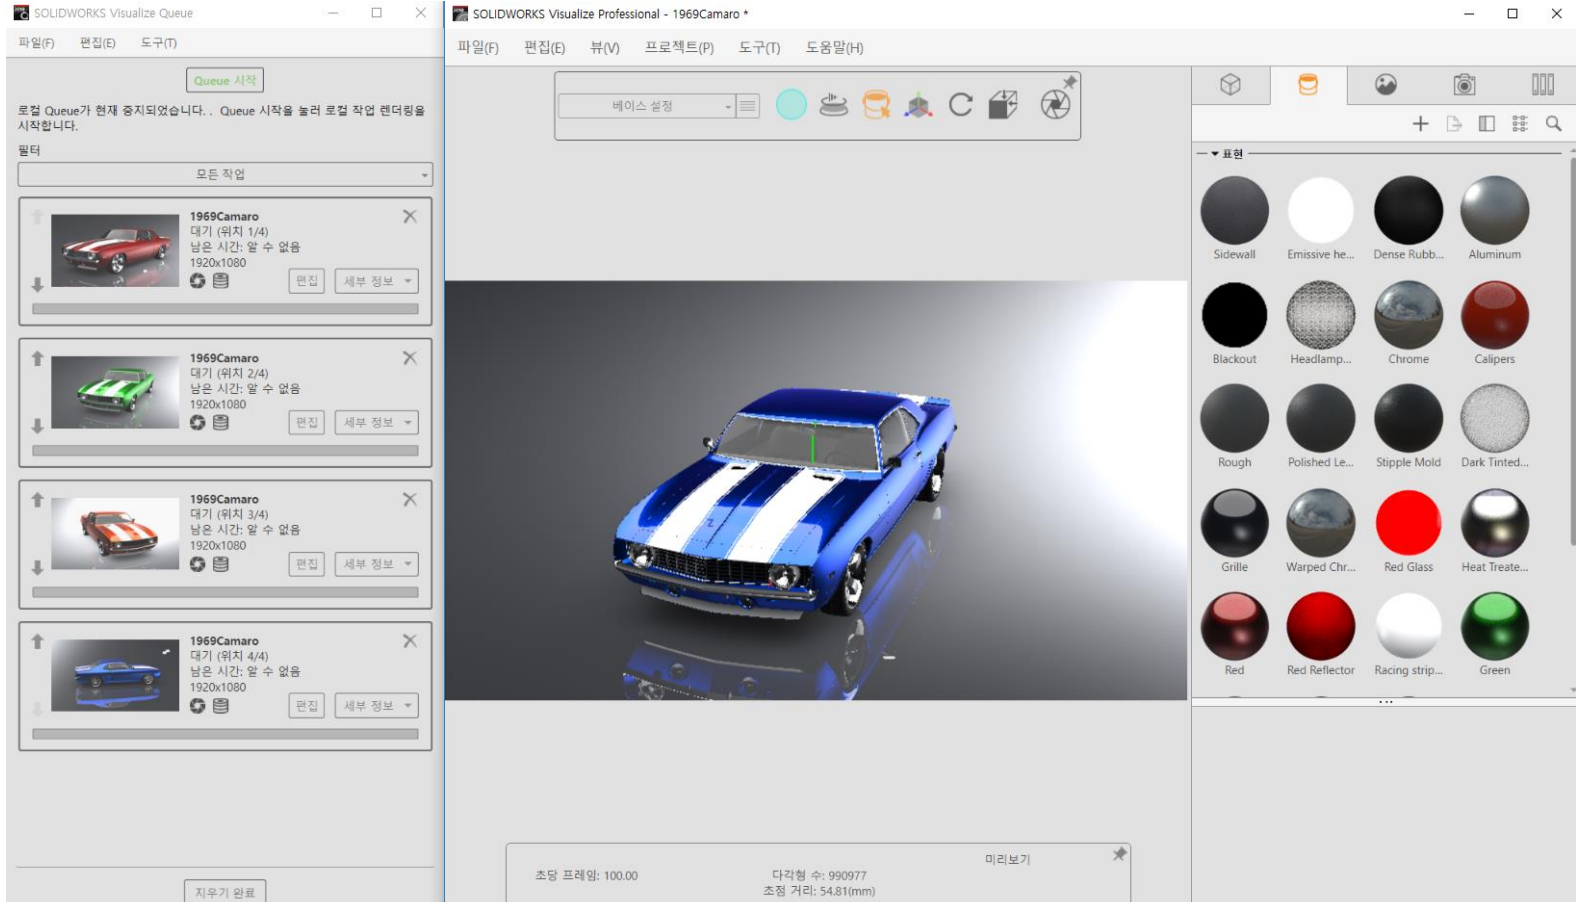 SOLIDWORKS Visualize Queue
파일(F) 편집(E) 도구(T)
Queue 시작
로컬 Queue가 현재 중지되었습니다. . Queue 시작을 눌러 로컬 작업 렌더링을
시작합니다.
필터
모든 작업
1969Camaro
대기 (위치 1/4)
남은 시간: 알 수 없음
1920x1080
편집 세부 정보
1969Camaro
대기 (위치 2/4)
남은 시간: 알 수 없음
1920x1080
편집 세부 정보
1969Camaro
대기 (위치 3/4)
남은 시간: 알 수 없음
1920x1080
편집 세부 정보
1969Camaro
대기 (위치 4/4)
남은 시간: 알 수 없음
1920x1080
편집 세부 정보
지우기 완료
SOLIDWORKS Visualize Professional - 1969Camaro *
파일(F) 편집(E) 뷰(V) 프로젝트(P) 도구(T) 도움말(H)
베이스 설정
미리보기
초당 프레임: 100.00 다각형 수: 990977
초점 거리: 54.81(mm)
표현
Sidewall Emissive he... Dense Rubb... Aluminum
Blackout Headlamp... Chrome Calipers
Rough Polished Le... Stipple Mold Dark Tinted...
Grille Warped Chr... Red Glass Heat Treate...
Red Red Reflector Racing strip... Green